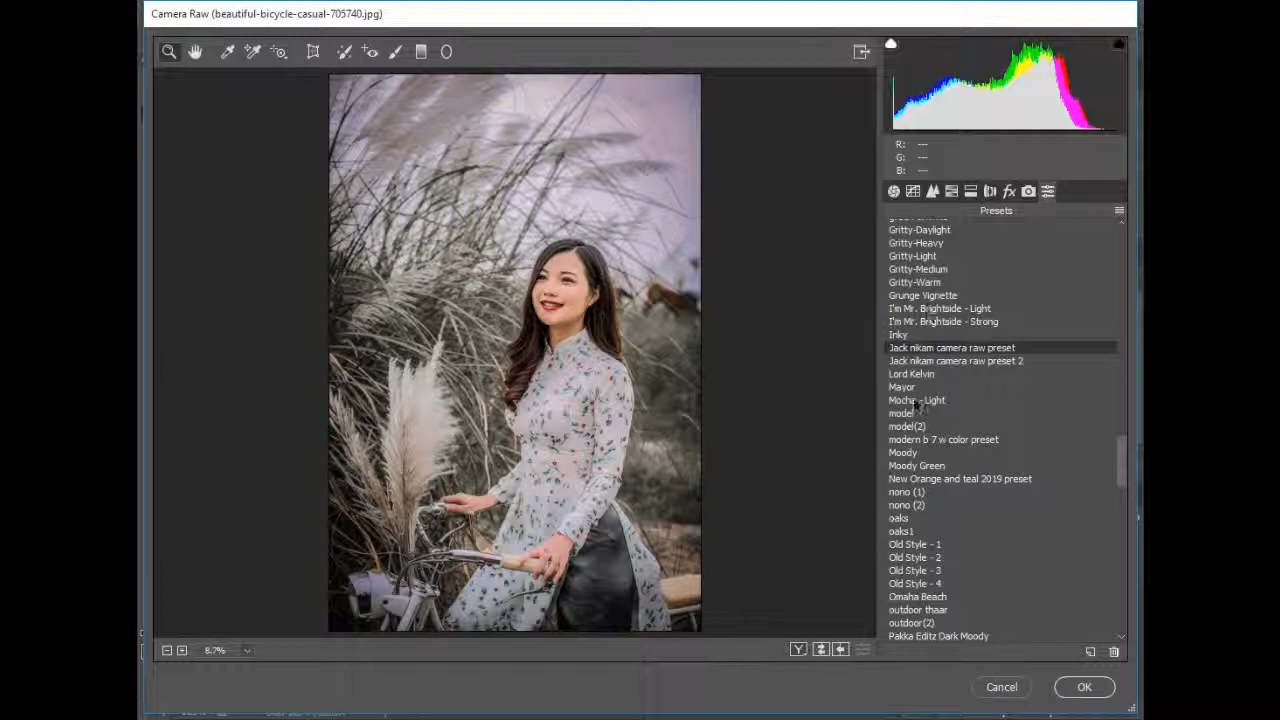 Camera Raw (beautiful-bicycle-casual-705740.jpg)
R: ---
G: ---
B: ---
fx
Presets
Gritty-Daylight
Gritty-Heavy
Gritty-Light
Gritty-Medium
Gritty-Warm
Grunge Vignette
I'm Mr. Brightside - Light
I'm Mr. Brightside - Strong
Inky
Jack nikam camera raw preset
Jack nikam camera raw preset 2
Lord Kelvin
Mayor
Light
model
model(2)
modern b 7 w color preset
Moody
Moody Green
New Orange and teal 2019 preset
nono (1)
nono (2)
oaks
oaks1
Old Style - 1
Old Style - 2
Old Style - 3
Old Style - 4
Omaha Beach
outdoor thaar
outdoor(2)
Pakka Editz Dark Moody
8.7%
Y
Cancel
OK